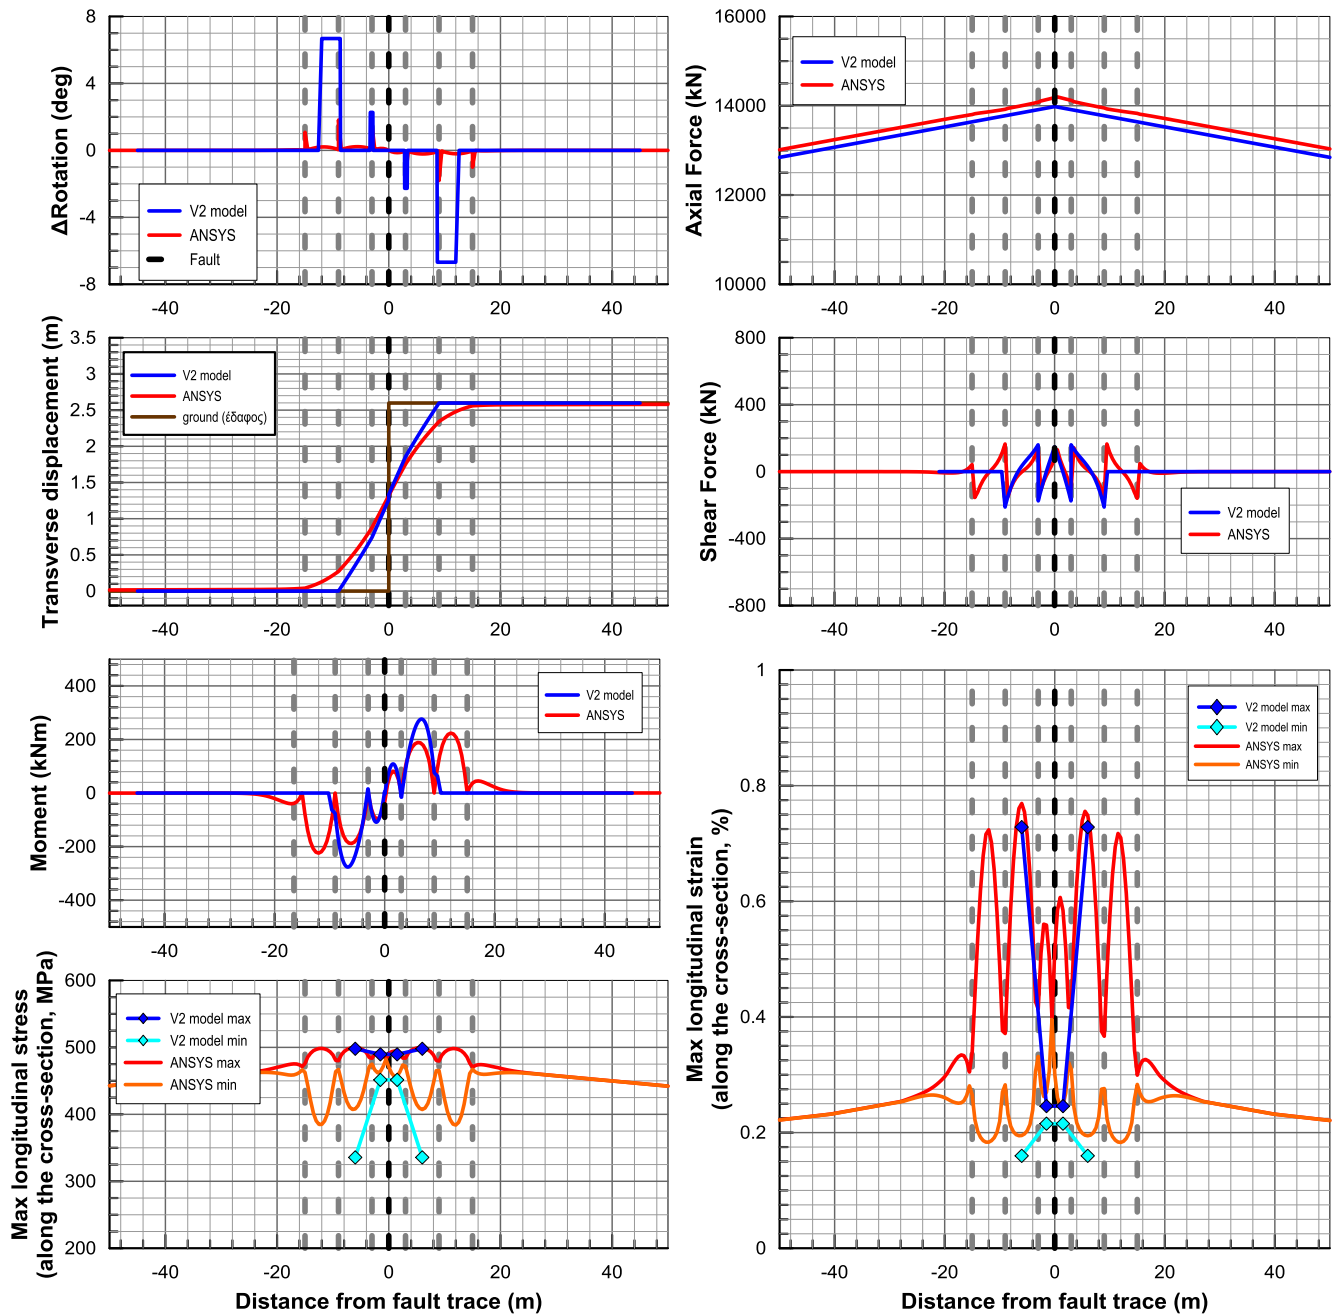 8
4
0
-4
-8
ΔRotation (deg)
V2 model
ANSYS
Fault
-40 -20 0 20 40
16000
14000
12000
10000
Axial Force (kN)
V2 model
ANSYS
-40 -20 0 20 40
3.5
3
2.5
2
1.5
1
0.5
0
Transverse displacement (m)
V2 model
ANSYS
ground (έδαφος)
-40 -20 0 20 40
800
400
0
-400
-800
Shear Force (kN)
V2 model
ANSYS
-40 -20 0 20 40
400
200
0
-200
-400
Moment (kNm)
V2 model
ANSYS
-40 -20 0 20 40
600
500
400
300
200
Max longitudinal stress
(along the cross-section, MPa)
V2 model max
V2 model min
ANSYS max
ANSYS min
-40 -20 0 20 40
Distance from fault trace (m)
1
0.8
0.6
0.4
0.2
0
Max longitudinal strain
(along the cross-section, %)
V2 model max
V2 model min
ANSYS max
ANSYS min
-40 -20 0 20 40
Distance from fault trace (m)